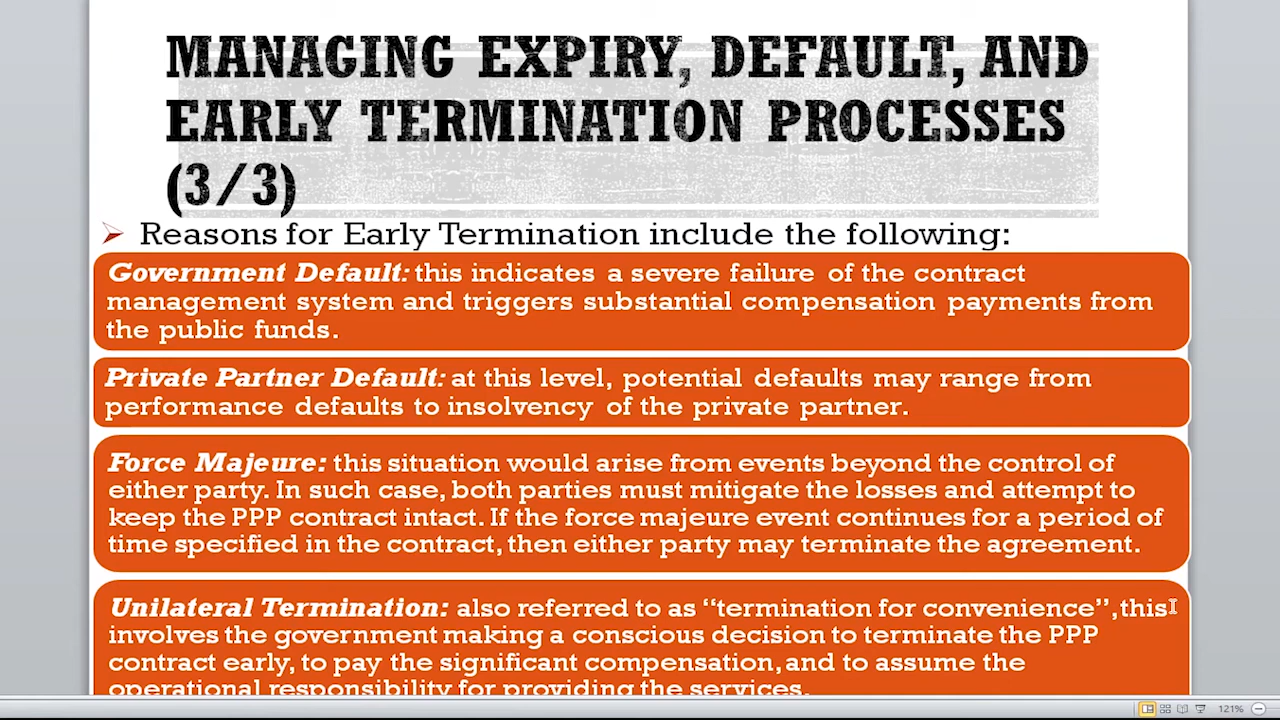 MANAGING EXPIRY, DEFAULT, AND
EARLY TERMINATION PROCESSES
(3/3)
Reasons for Early Termination include the following:
Government Default: this indicates a severe failure of the contract
management system and triggers substantial compensation payments from
the public funds.
Private Partner Default: at this level, potential defaults may range from
performance defaults to insolvency of the private partner.
Force Majeure: this situation would arise from events beyond the control of
either party. In such case, both parties must mitigate the losses and attempt to
keep the PPP contract intact. If the force majeure event continues for a period of
time specified in the contract, then either party may terminate the agreement.
Unilateral Termination: also referred to as “termination for convenience”, this
involves the government making a conscious decision to terminate the PPP
contract early, to pay the significant compensation, and to assume the
operational responsibility for providing the services.
121%